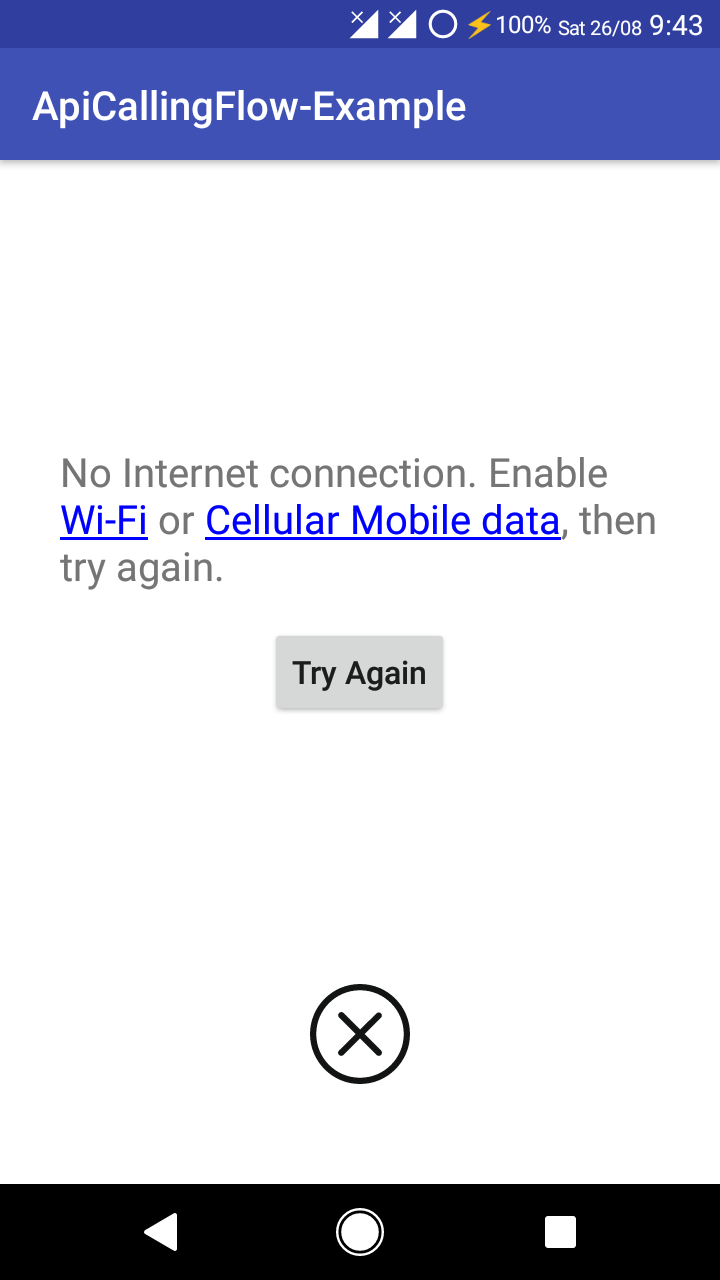 100% Sat 26/08 9:43
ApiCallingFlow-Example
No Internet connection. Enable
Wi-Fi or Cellular Mobile data, then
try again.
Try Again